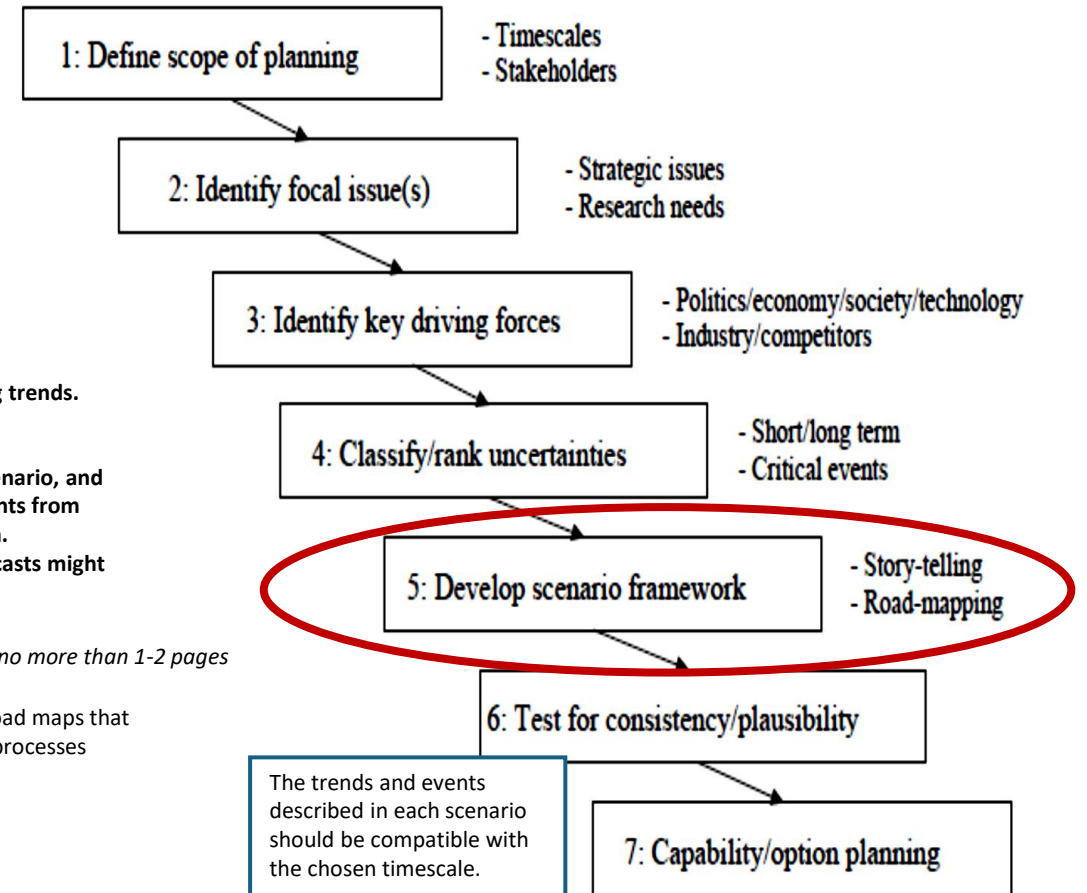 1: Define scope of planning
- Timescales
- Stakeholders
2: Identify focal issue(s)
- Strategic issues
- Research needs
3: Identify key driving forces
- Politics/economy/society/technology
- Industry/competitors
trends.
4: Classify/rank uncertainties
- Short/long term
- Critical events
enario, and
nts from
casts might
5: Develop scenario framework
- Story-telling
- Road-mapping
no more than 1-2 pages
oad maps that
processes
6: Test for consistency/plausibility
The trends and events
described in each scenario
should be compatible with
the chosen timescale.
7: Capability/option planning